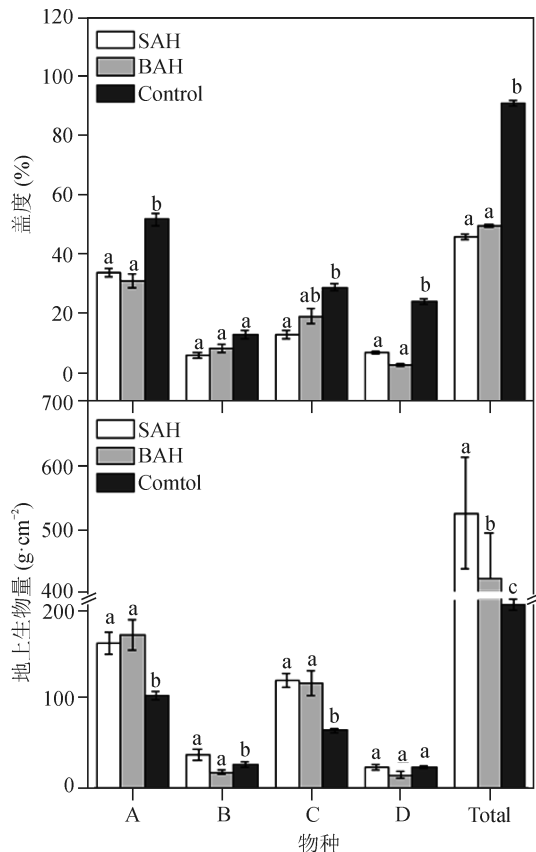 120
SAH
BAH
Control
100
80
60
40
20
0
盖度 (%)
a a b
a a a
a ab b
a a b
a a b
700
SAH
BAH
Comtol
600
500
400
200
100
0
地上生物量 (g·cm⁻²)
a a b
a a b
a a b
a a a
a b c
A B C D Total
物种